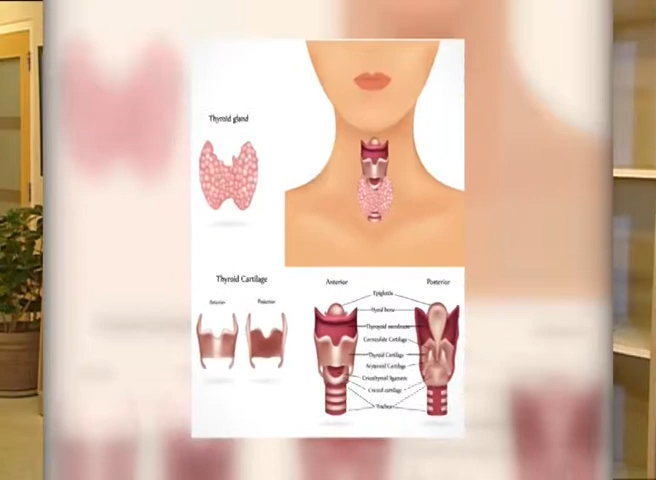 Thyroid gland
Thyroid Cartilage
Anterior
Posterior
Anterior
Posterior
Epiglottis
Hyoid bone
Thyroid membrane
Corniculate Cartilage
Thyroid Cartilage
Arytenoid Cartilage
Cricothyroid ligament
Cricoid cartilage
Trachea